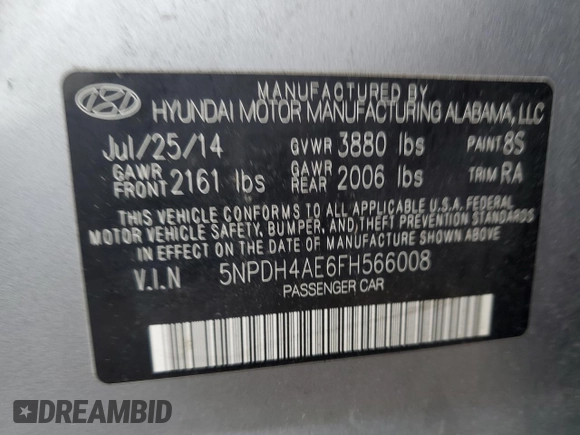 MANUFACTURED BY
HYUNDAI MOTOR MANUFACTURING ALABAMA, LLC
Jul/25/14 GVWR 3880 lbs PAINT 8S
GAWR FRONT 2161 lbs GAWR REAR 2006 lbs TRIM RA
THIS VEHICLE CONFORMS TO ALL APPLICABLE U.S.A. FEDERAL
MOTOR VEHICLE SAFETY, BUMPER, AND THEFT PREVENTION STANDARDS
IN EFFECT ON THE DATE OF MANUFACTURE SHOWN ABOVE
V.I.N 5NPDH4AE6FH566008
PASSENGER CAR
DREAMBID